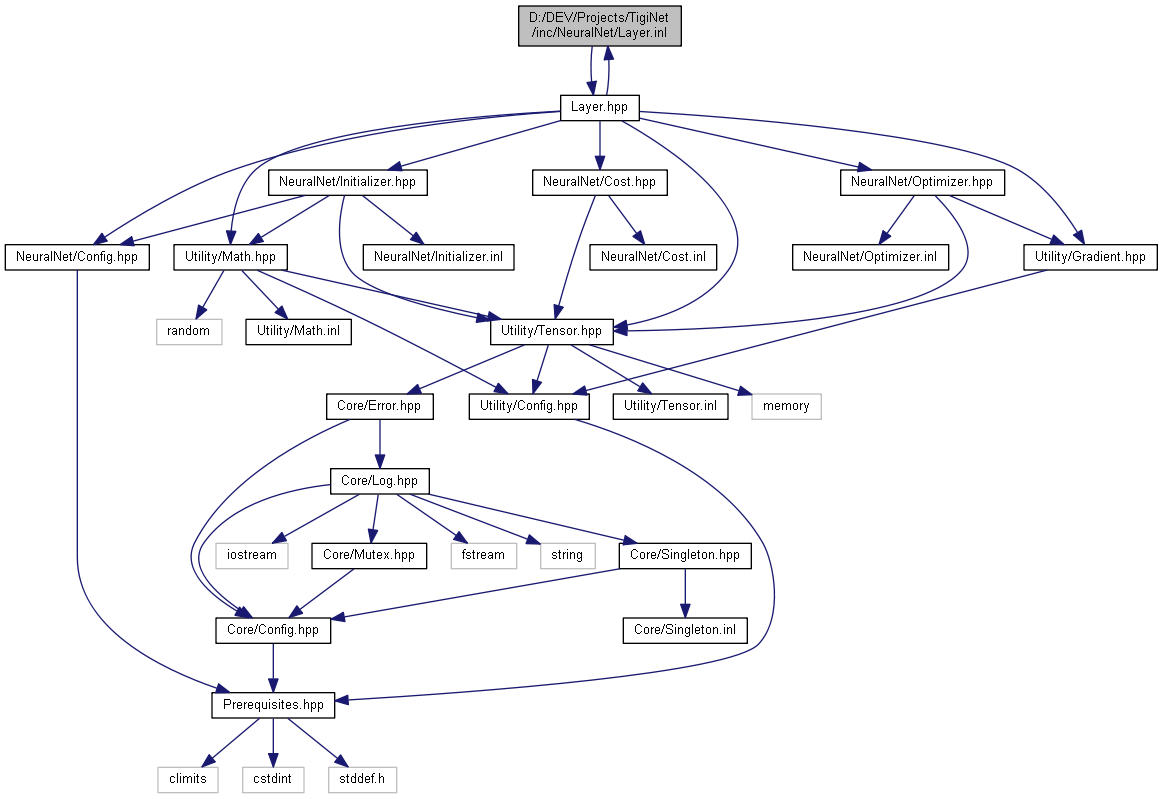 D:/DEV/Projects/TigiNet
/inc/NeuralNet/Layer.inl
Layer.hpp
NeuralNet/Initializer.hpp
NeuralNet/Cost.hpp
NeuralNet/Optimizer.hpp
NeuralNet/Config.hpp
Utility/Math.hpp
NeuralNet/Initializer.inl
NeuralNet/Cost.inl
NeuralNet/Optimizer.inl
Utility/Gradient.hpp
random
Utility/Math.inl
Utility/Tensor.hpp
Core/Error.hpp
Utility/Config.hpp
Utility/Tensor.inl
memory
Core/Log.hpp
iostream
Core/Mutex.hpp
fstream
string
Core/Singleton.hpp
Core/Config.hpp
Core/Singleton.inl
Prerequisites.hpp
climits
cstdint
stddef.h